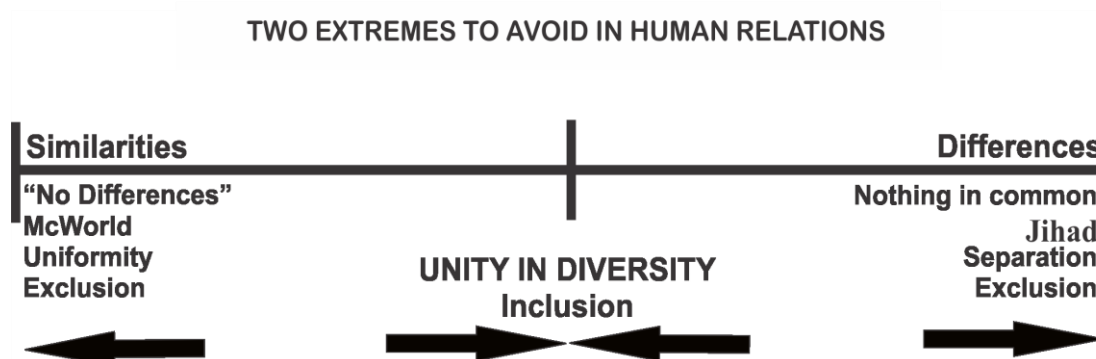 TWO EXTREMES TO AVOID IN HUMAN RELATIONS
Similarities
Differences
“No Differences”
McWorld
Uniformity
Exclusion
UNITY IN DIVERSITY
Inclusion
Nothing in common
Jihad
Separation
Exclusion